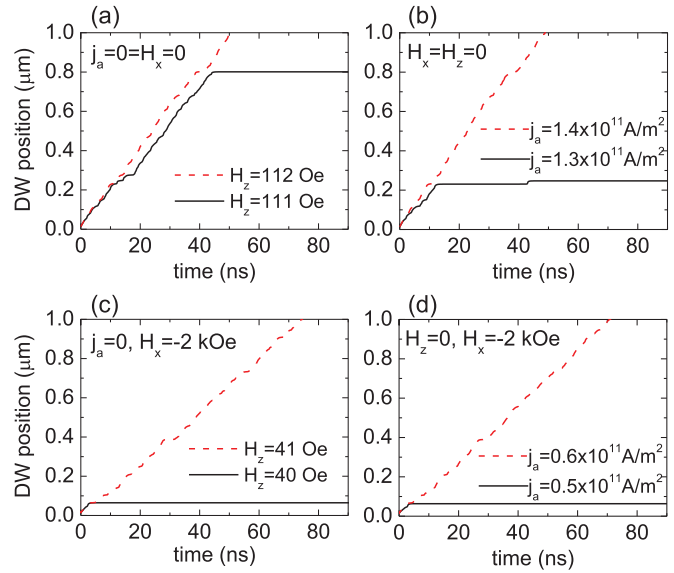 (a)
j_a=0=H_x=0
DW position (μm)
1.0
0.8
0.6
0.4
0.2
0.0
H_z=112 Oe
H_z=111 Oe
0 20 40 60 80
time (ns)
(b)
H_x=H_z=0
1.0
0.8
0.6
0.4
0.2
0.0
j_a=1.4x10^11A/m^2
j_a=1.3x10^11A/m^2
0 20 40 60 80
time (ns)
(c)
j_a=0, H_x=-2 kOe
DW position (μm)
1.0
0.8
0.6
0.4
0.2
0.0
H_z=41 Oe
H_z=40 Oe
0 20 40 60 80
time (ns)
(d)
H_z=0, H_x=-2 kOe
1.0
0.8
0.6
0.4
0.2
0.0
j_a=0.6x10^11A/m^2
j_a=0.5x10^11A/m^2
0 20 40 60 80
time (ns)